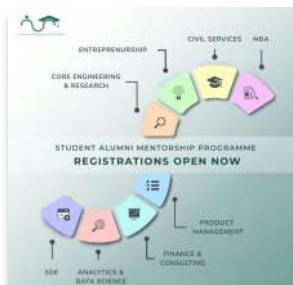 CIVIL SERVICES
MBA
ENTREPRENURSHIP
CORE ENGINEERING
& RESEARCH
STUDENT ALUMNI MENTORSHIP PROGRAMME
REGISTRATIONS OPEN NOW
PRODUCT
MANAGEMENT
FINANCE &
CONSULTING
SDE
ANALYTICS &
DATA SCIENCE